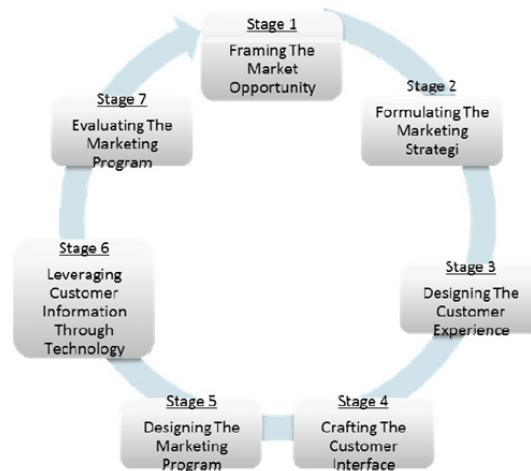 Stage 1
Framing The
Market
Opportunity
Stage 2
Formulating The
Marketing
Strategi
Stage 3
Designing The
Customer
Experience
Stage 4
Crafting The
Customer
Interface
Stage 5
Designing The
Marketing
Program
Stage 6
Leveraging
Customer
Information
Through
Technology
Stage 7
Evaluating The
Marketing
Program